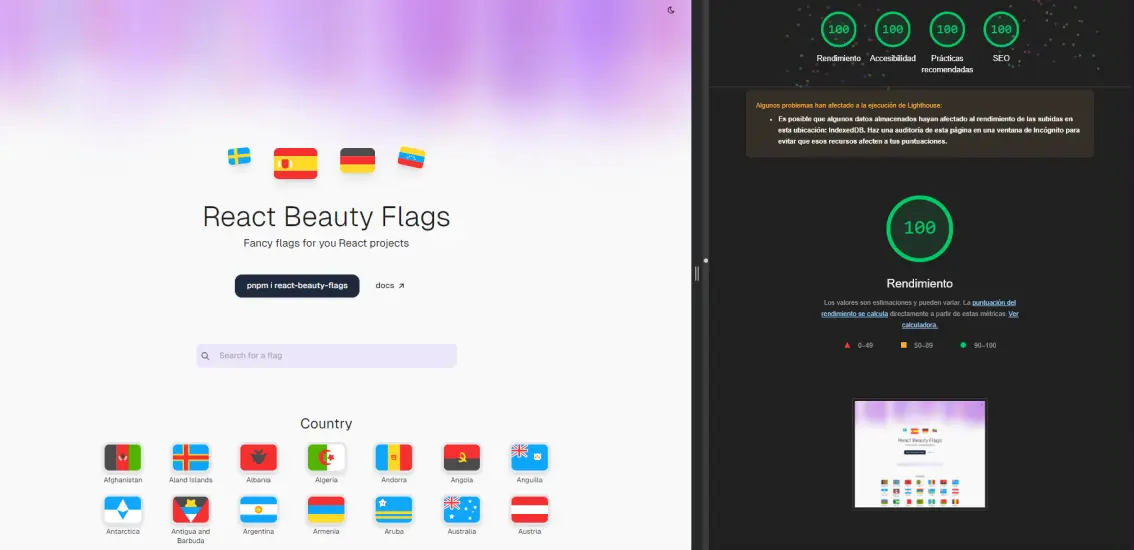 React Beauty Flags
Fancy flags for you React projects
pnpm i react-beauty-flags
docs ↗
Search for a flag
Country
Afghanistan
Aland Islands
Albania
Algeria
Andorra
Angola
Anguilla
Antarctica
Antigua and
Barbuda
Argentina
Armenia
Aruba
Australia
Austria
100
100
100
100
Rendimiento
Accesibilidad
Prácticas
recomendadas
SEO
Algunos problemas han afectado a la ejecución de Lighthouse:
• Es posible que algunos datos almacenados hayan afectado al rendimiento de las subidas en
esta ubicación: IndexedDB. Haz una auditoría de esta página en una ventana de Incógnito para
evitar que esos recursos afecten a tus puntuaciones.
100
Rendimiento
Los valores son estimaciones y pueden variar. La puntuación del
rendimiento se calcula directamente a partir de estas métricas. Ver
calculadora.
0–49
50–89
90–100
React Beauty Flags